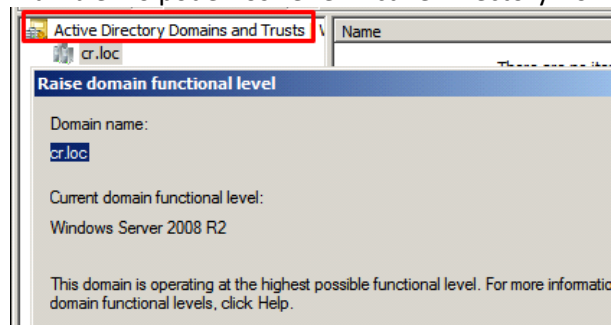 Active Directory Domains and Trusts
Name
cr.loc
There are no
Raise domain functional level
Domain name:
cr.loc
Current domain functional level:
Windows Server 2008 R2
This domain is operating at the highest possible functional level. For more
domain functional levels, click Help.